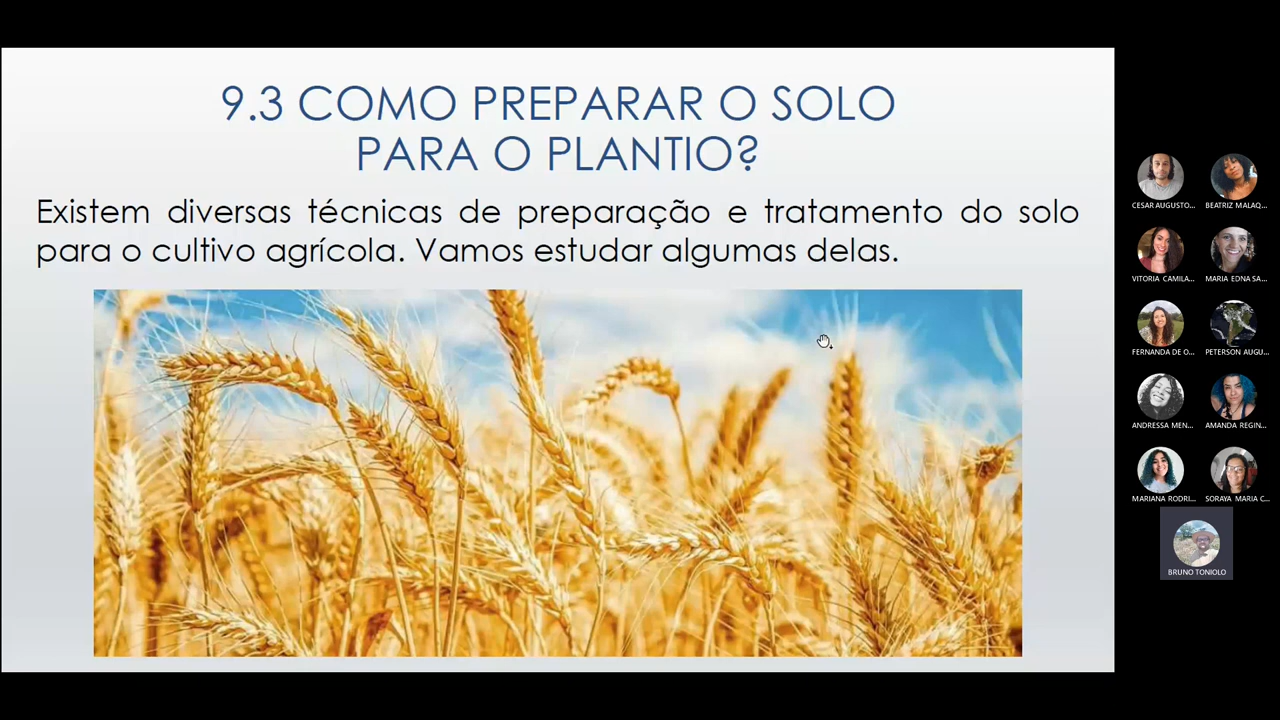 9.3 COMO PREPARAR O SOLO
PARA O PLANTIO?
Existem diversas técnicas de preparação e tratamento do solo
para o cultivo agrícola. Vamos estudar algumas delas.
CESAR AUGUSTO...
BEATRIZ MALAQ...
VITORIA CAMILA...
MARIA EDNA SA...
FERNANDA DE O...
PETERSON AUGU...
ANDRESSA MEN...
AMANDA REGIN...
MARIANA RODRI...
SORAYA MARIA C...
BRUNO TONIOLO